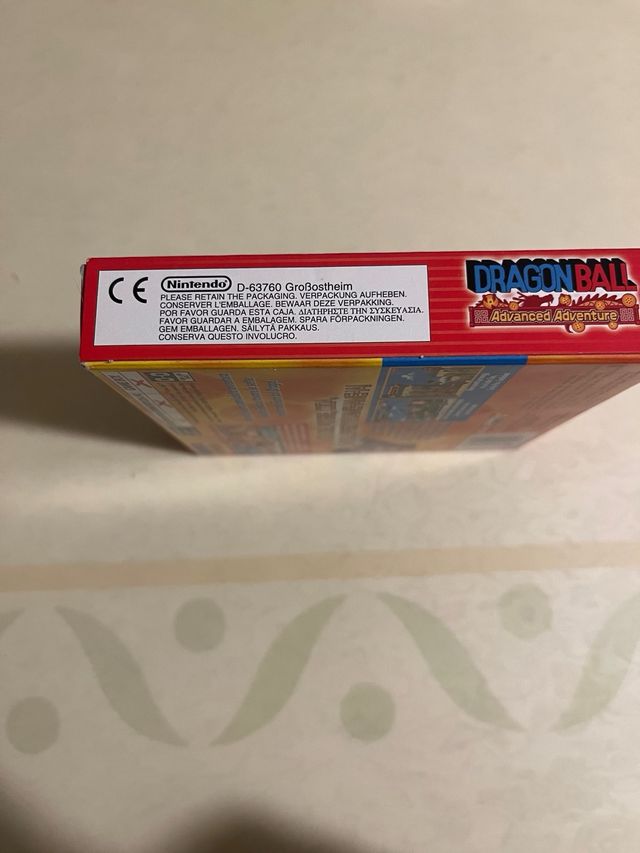 CE
Nintendo D-63760 Großostheim
PLEASE RETAIN THE PACKAGING. VERPACKUNG AUFHEBEN.
CONSERVER L'EMBALLAGE. BEWAAR DEZE VERPAKKING.
POR FAVOR GUARDA ESTA CAJA. ΔΙΑΤΗΡΗΣΤΕ ΤΗΝ ΣΥΣΚΕΥΑΣΙΑ.
FAVOR GUARDAR A EMBALAGEM. SPARA FÖRPACKNINGEN.
GEM EMBALLAGEN. SÄILYTÄ PAKKAUS.
CONSERVA QUESTO INVOLUCRO.
DRAGON BALL
Advanced Adventure